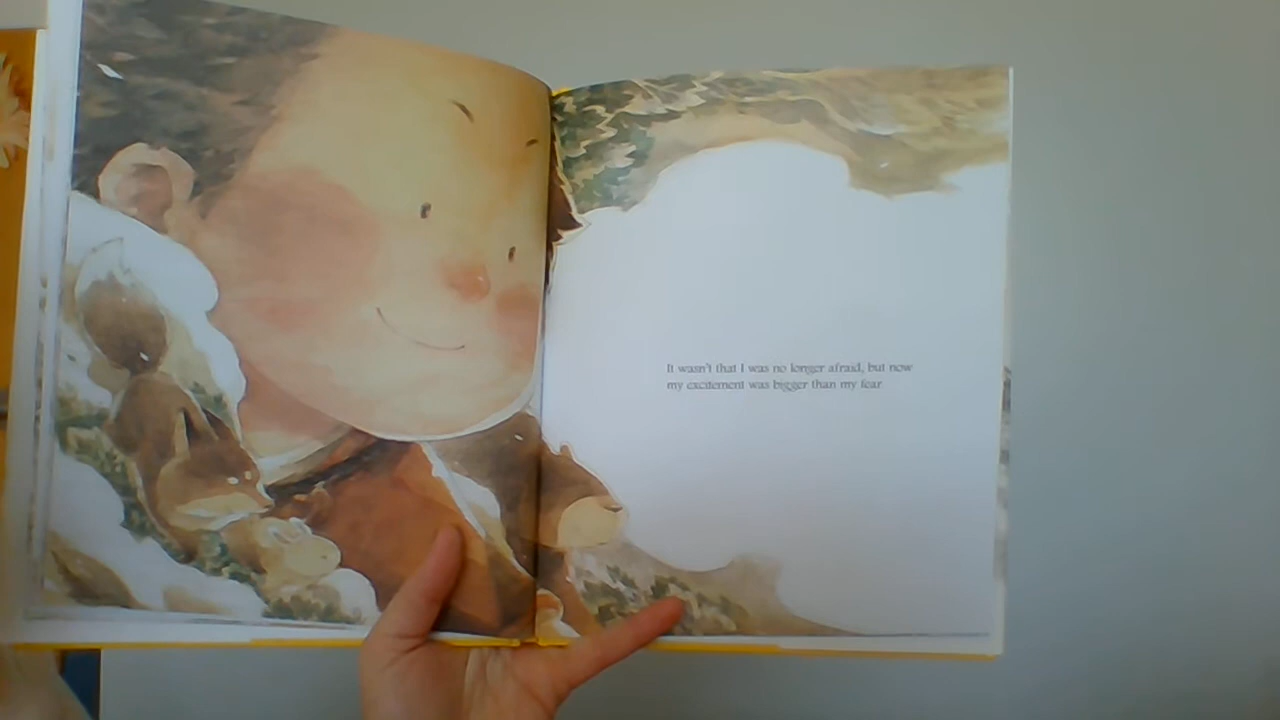 It wasn't that I was no longer afraid, but now
my excitement was bigger than my fear